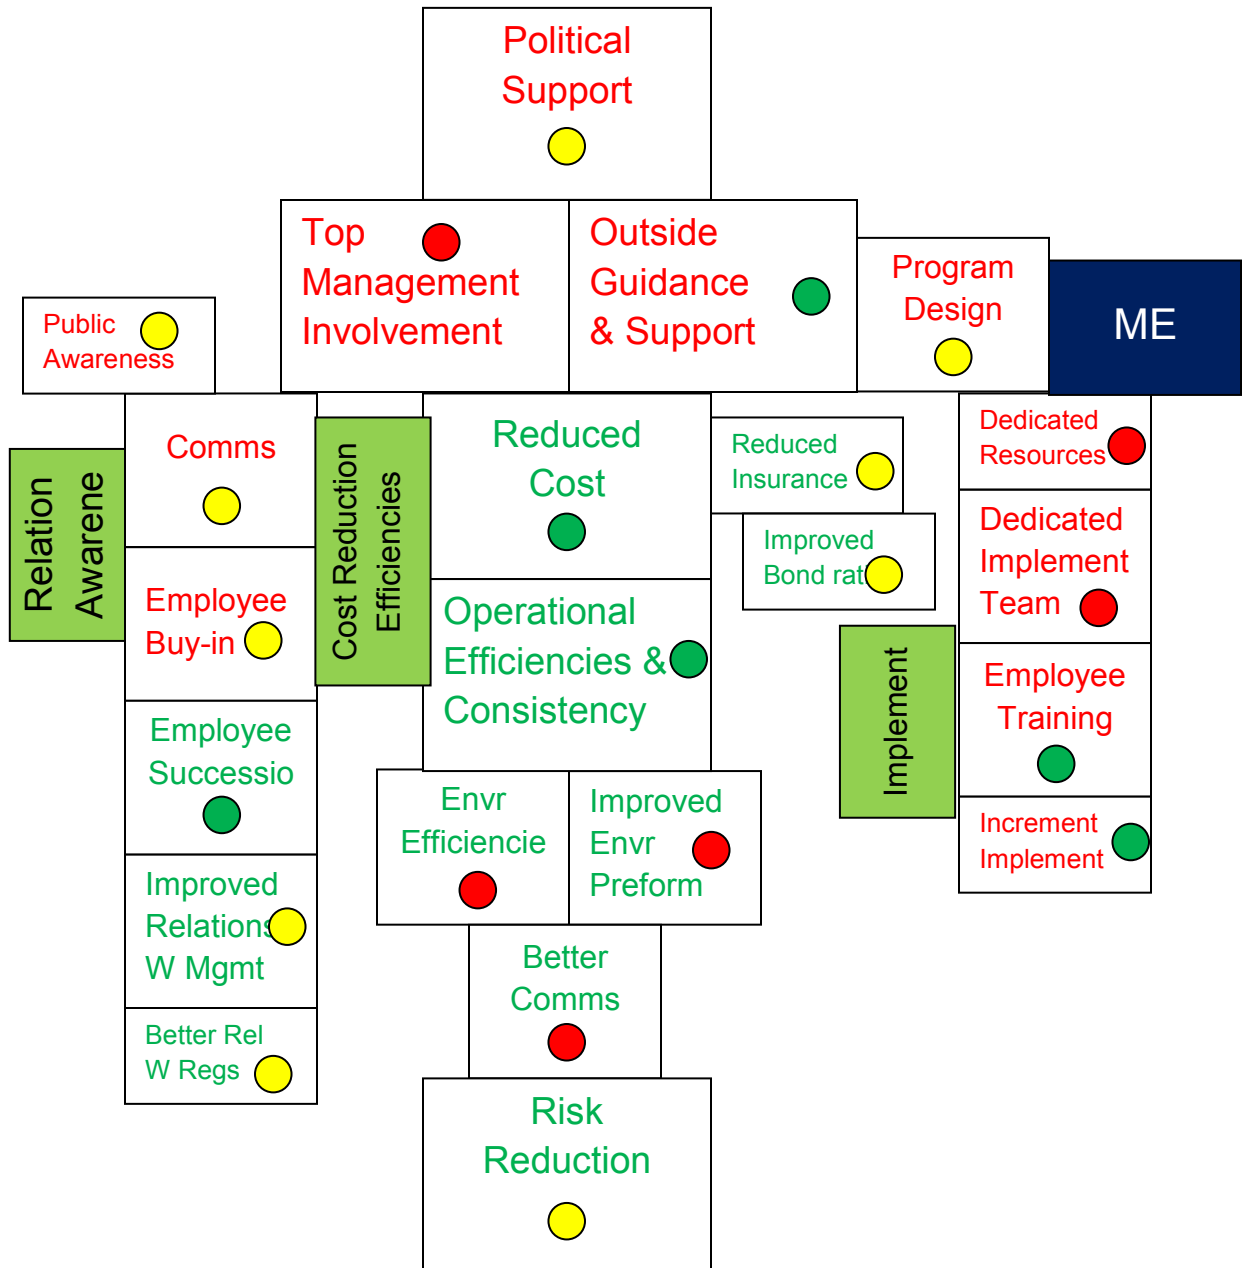 Political
Support
Top
Management
Involvement
Outside
Guidance
& Support
Program
Design
ME
Public
Awareness
Comms
Employee
Buy-in
Employee
Successio
Improved
Relations
W Mgmt
Better Rel
W Regs
Relation
Awarene
Cost Reduction
Efficiencies
Reduced
Cost
Operational
Efficiencies &
Consistency
Envr
Efficiencie
Improved
Envr
Preform
Better
Comms
Risk
Reduction
Reduced
Insurance
Improved
Bond rat
Implement
Dedicated
Resources
Dedicated
Implement
Team
Employee
Training
Increment
Implement